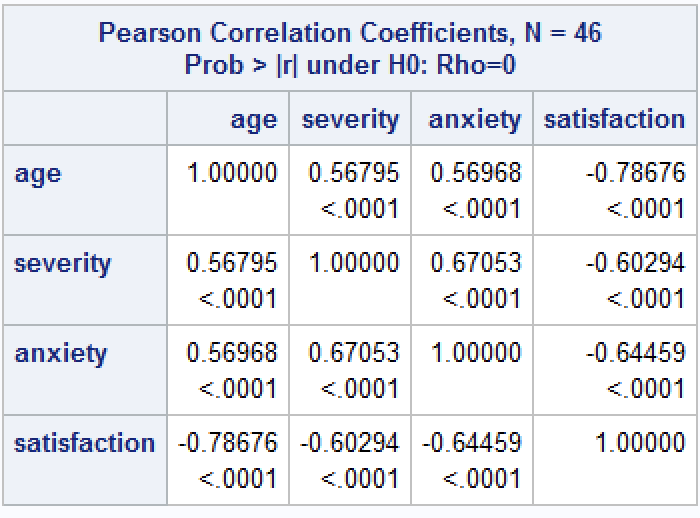 Pearson Correlation Coefficients, N = 46
Prob > |r| under H0: Rho=0
age severity anxiety satisfaction
age 1.00000 0.56795 0.56968 -0.78676
<.0001 <.0001 <.0001
severity 0.56795 1.00000 0.67053 -0.60294
<.0001 <.0001 <.0001
anxiety 0.56968 0.67053 1.00000 -0.64459
<.0001 <.0001 <.0001
satisfaction -0.78676 -0.60294 -0.64459 1.00000
<.0001 <.0001 <.0001